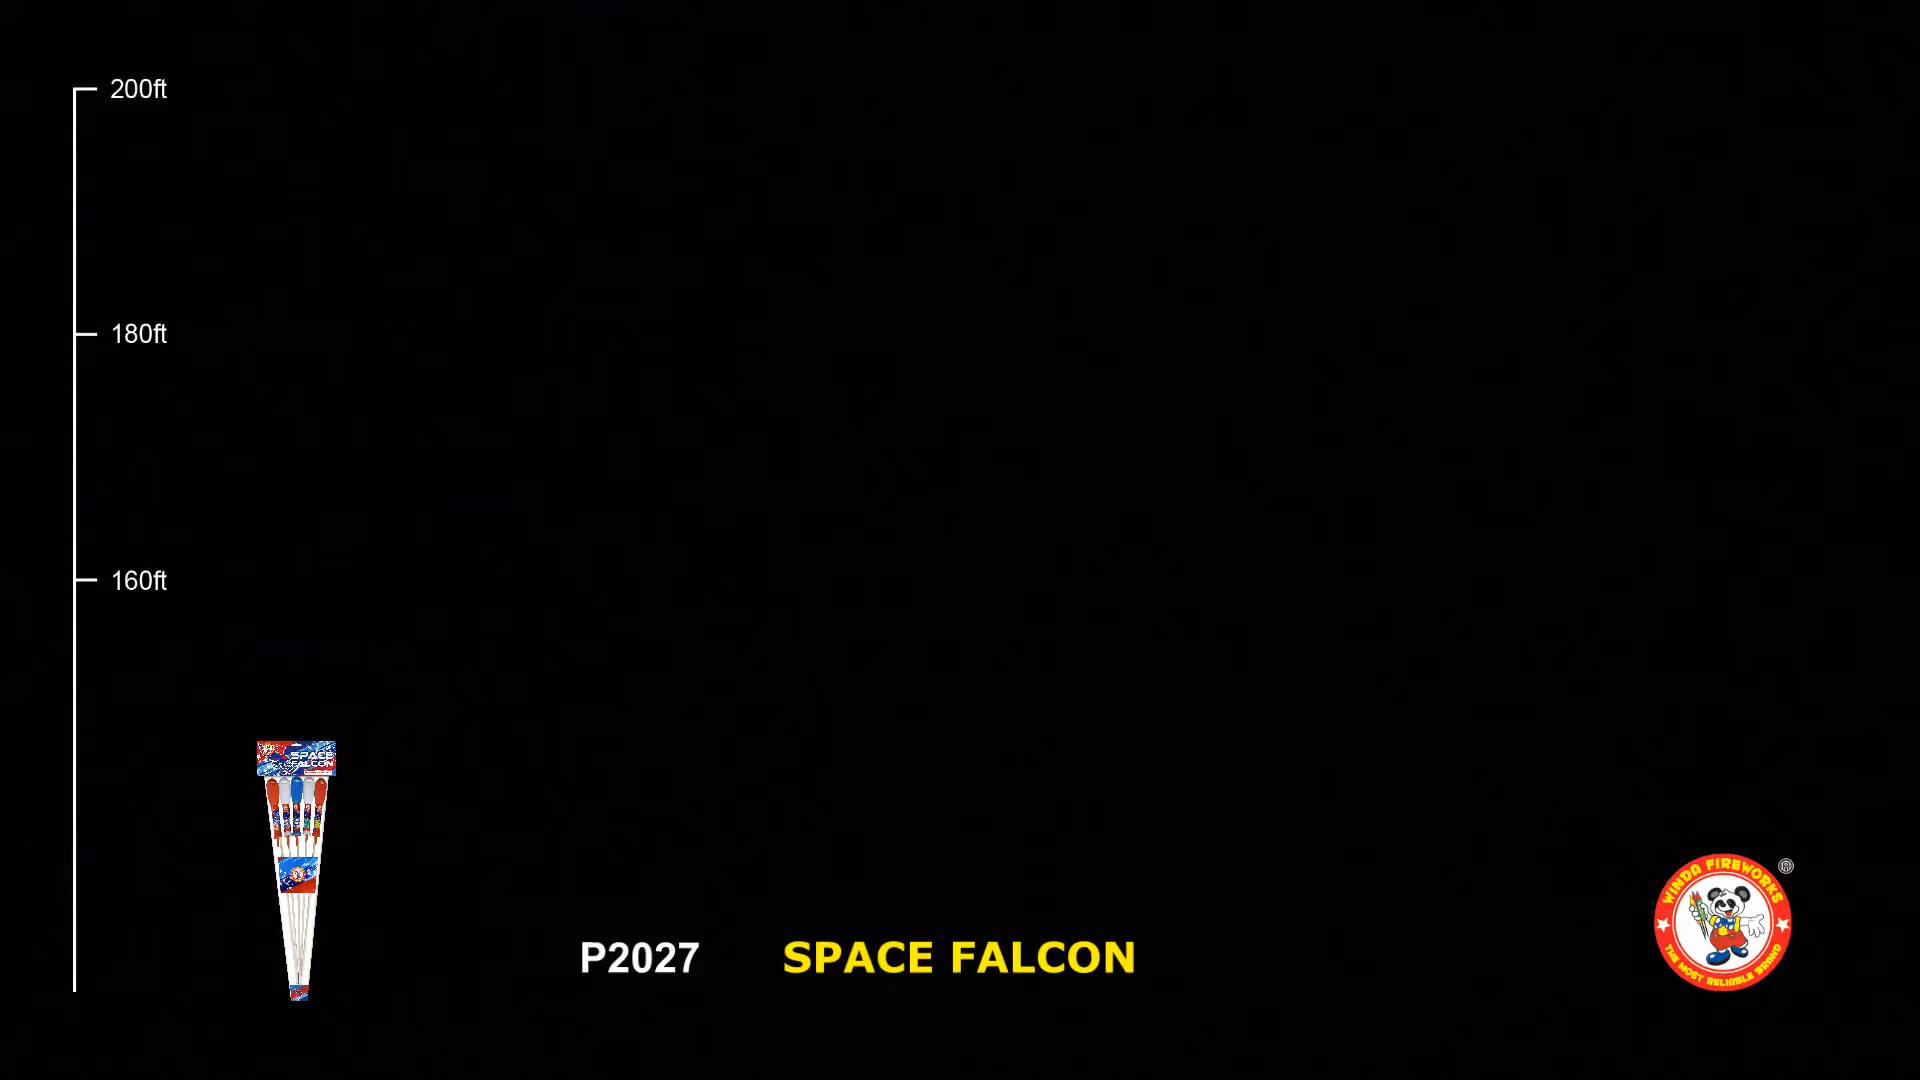 200ft
180ft
160ft
SPACE
FALCON
P2027 SPACE FALCON
WINDA FIREWORKS
®
THE MOST RELIABLE BRAND